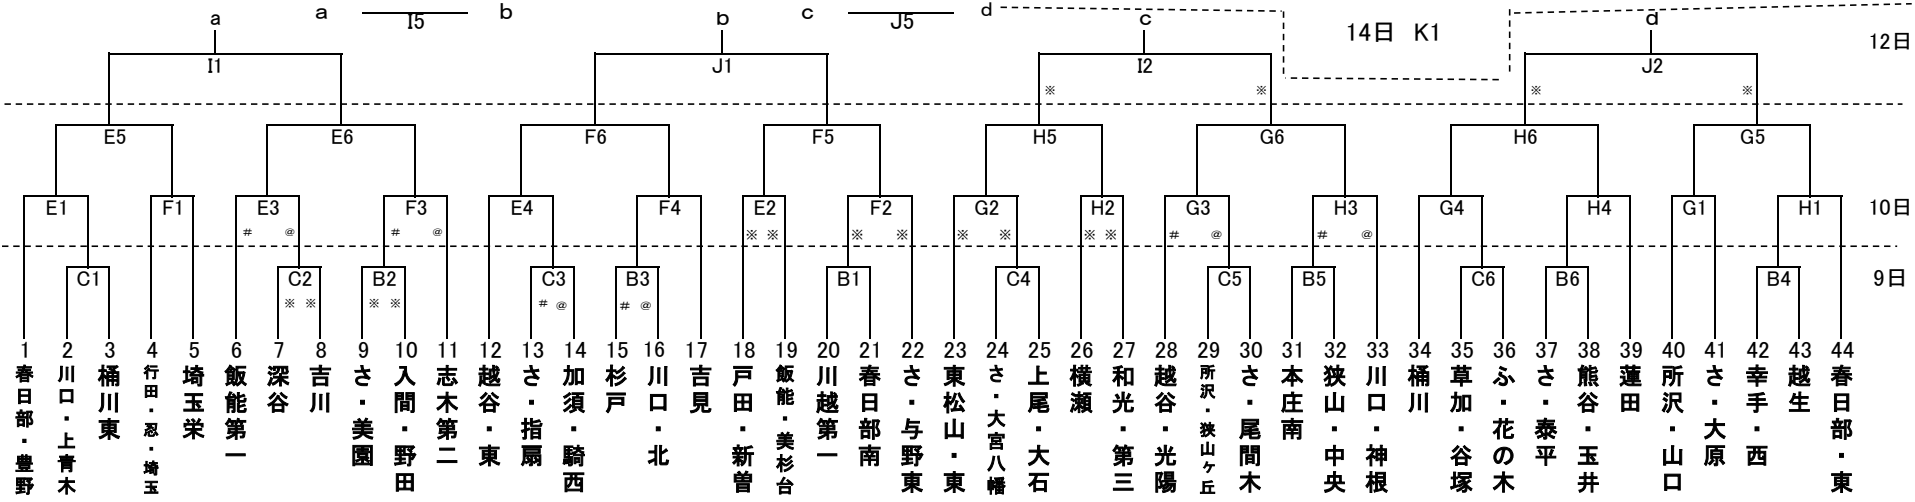 a I5 b c J5 d
a b c d
14日 K1 12日
I1 J1 I2 J2
※ ※ ※ ※
E5 E6 F6 F5 H5 G6 H6 G5
E1 F1 E3 F3 E4 F4 E2 F2 G2 H2 G3 H3 G4 H4 G1 H1 10日
# @ # @ ※ ※ ※ ※ ※ ※ ※ ※ # @ # @
C1 C2 B2 C3 B3 B1 C4 C5 B5 C6 B6 B4 9日
※ ※ ※ ※ # @ # @
1 春日部・豊野
2 川口・上青木
3 桶川東
4 行田・忍・埼玉
5 埼玉栄
6 飯能第一
7 深谷
8 吉川
9 さ・美園
10 入間・野田
11 志木第二
12 越谷・東
13 さ・指扇
14 加須・騎西
15 杉戸
16 川口・北
17 吉見
18 戸田・新曽
19 飯能・美杉台
20 川越第一
21 春日部南
22 さ・与野東
23 東松山・東
24 さ・大宮八幡
25 上尾・大石
26 横瀬
27 和光・第三
28 越谷・光陽
29 所沢・狭山ヶ丘
30 さ・尾間木
31 本庄南
32 狭山・中央
33 川口・神根
34 桶川
35 草加・谷塚
36 ふ・花の木
37 さ・泰平
38 熊谷・玉井
39 蓮田
40 所沢・山口
41 さ・大原
42 幸手・西
43 越生
44 春日部・東